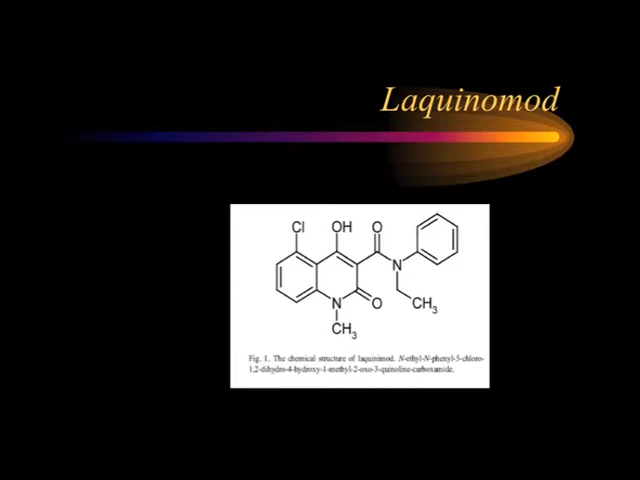 Laquinomod
Cl OH O
N
N O CH3
CH3
Fig. 1. The chemical structure of laquinimod. N-ethyl-N-phenyl-5-chloro-
1,2-dihydro-4-hydroxy-1-methyl-2-oxo-3-quinoline-carboxamide.